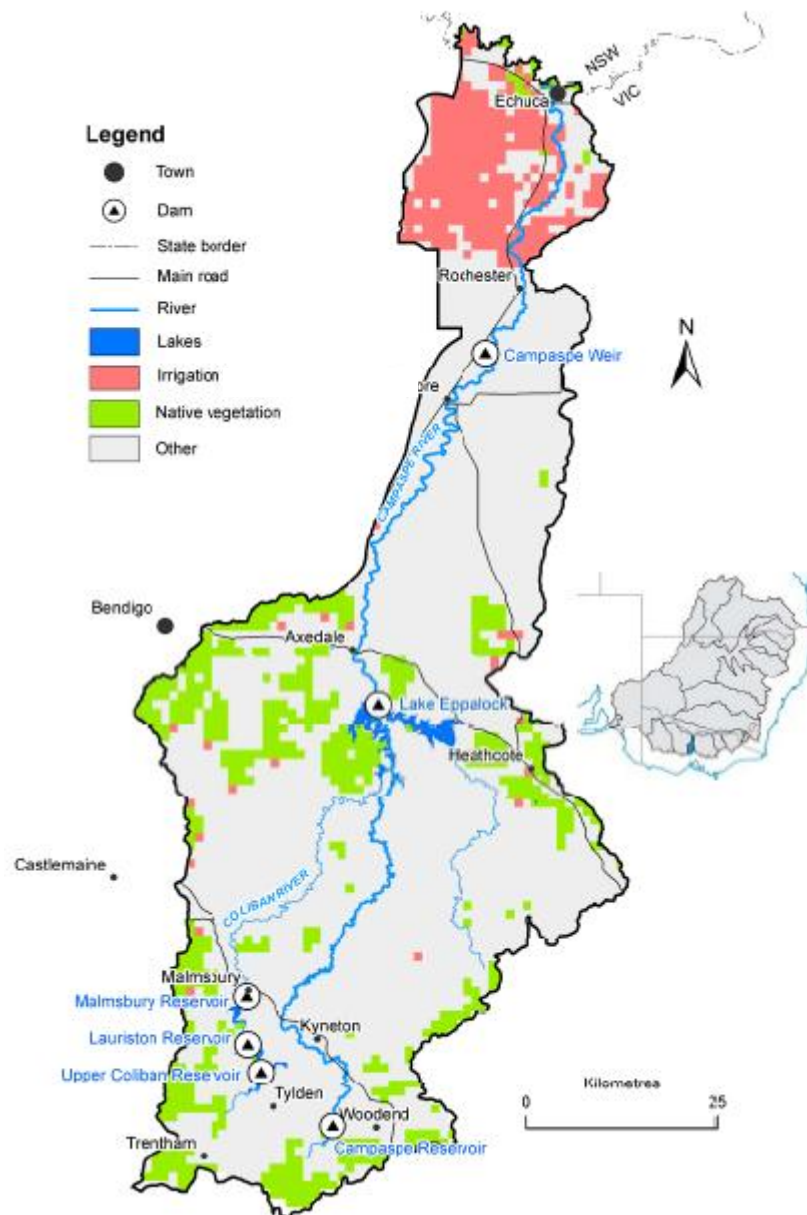 NSW
VIC
Echuca
Legend
Town
Dam
State border
Main road
River
Lakes
Irrigation
Native vegetation
Other
Rochester
N
Campaspe Weir
ore
CAMPASPE RIVER
Bendigo
Axedale
Lake Eppalock
Heathcote
Castlemaine
COLIBAN RIVER
Malmsbury
Malmsbury Reservoir
Lauriston Reservoir
Kyneton
Upper Coliban Reservoir
Tylden
Kilometres
0 25
Woodend
Trentham
Campaspe Reservoir